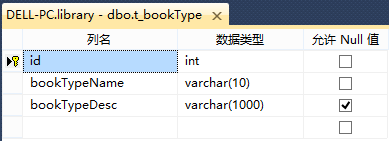 DELL-PC.library - dbo.t_bookType
列名 数据类型 允许 Null 值
id int
bookTypeName varchar(10)
bookTypeDesc varchar(1000)